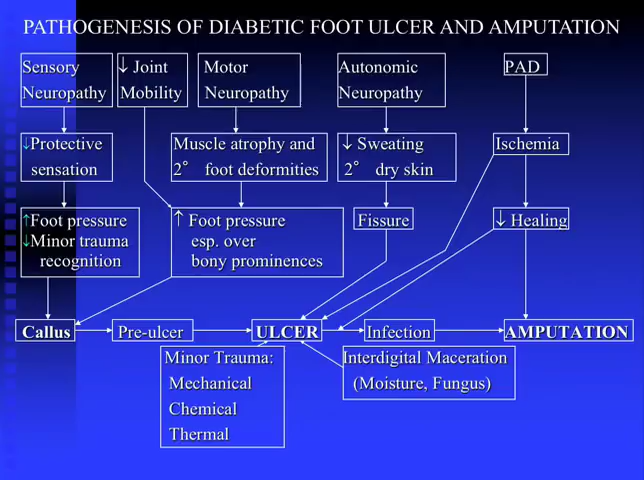 PATHOGENESIS OF DIABETIC FOOT ULCER AND AMPUTATION
Sensory
Neuropathy
↓ Joint
Mobility
Motor
Neuropathy
Autonomic
Neuropathy
PAD
↓Protective
sensation
Muscle atrophy and
2° foot deformities
↓ Sweating
2° dry skin
Ischemia
↑Foot pressure
↓Minor trauma
recognition
↑ Foot pressure
esp. over
bony prominences
Fissure
↓ Healing
Callus
Pre-ulcer
ULCER
Infection
AMPUTATION
Minor Trauma:
Mechanical
Chemical
Thermal
Interdigital Maceration
(Moisture, Fungus)